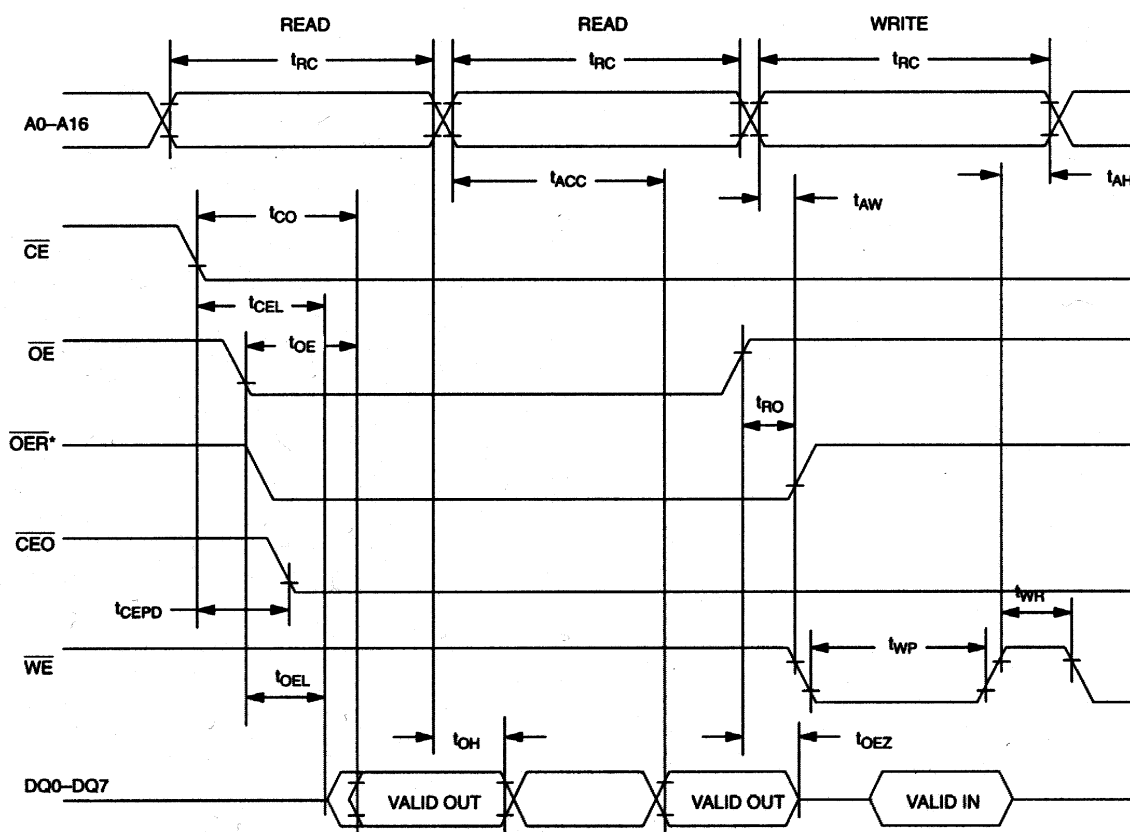 READ READ WRITE
tRC tRC tRC
A0–A16
tACC tAH
tAW
tCO
CE
tCEL
tOE
OE
tRO
OER*
CEO
tCEPD tWR
tWP
WE
tOEL
tOH tOEZ
DQ0–DQ7 VALID OUT VALID OUT VALID IN